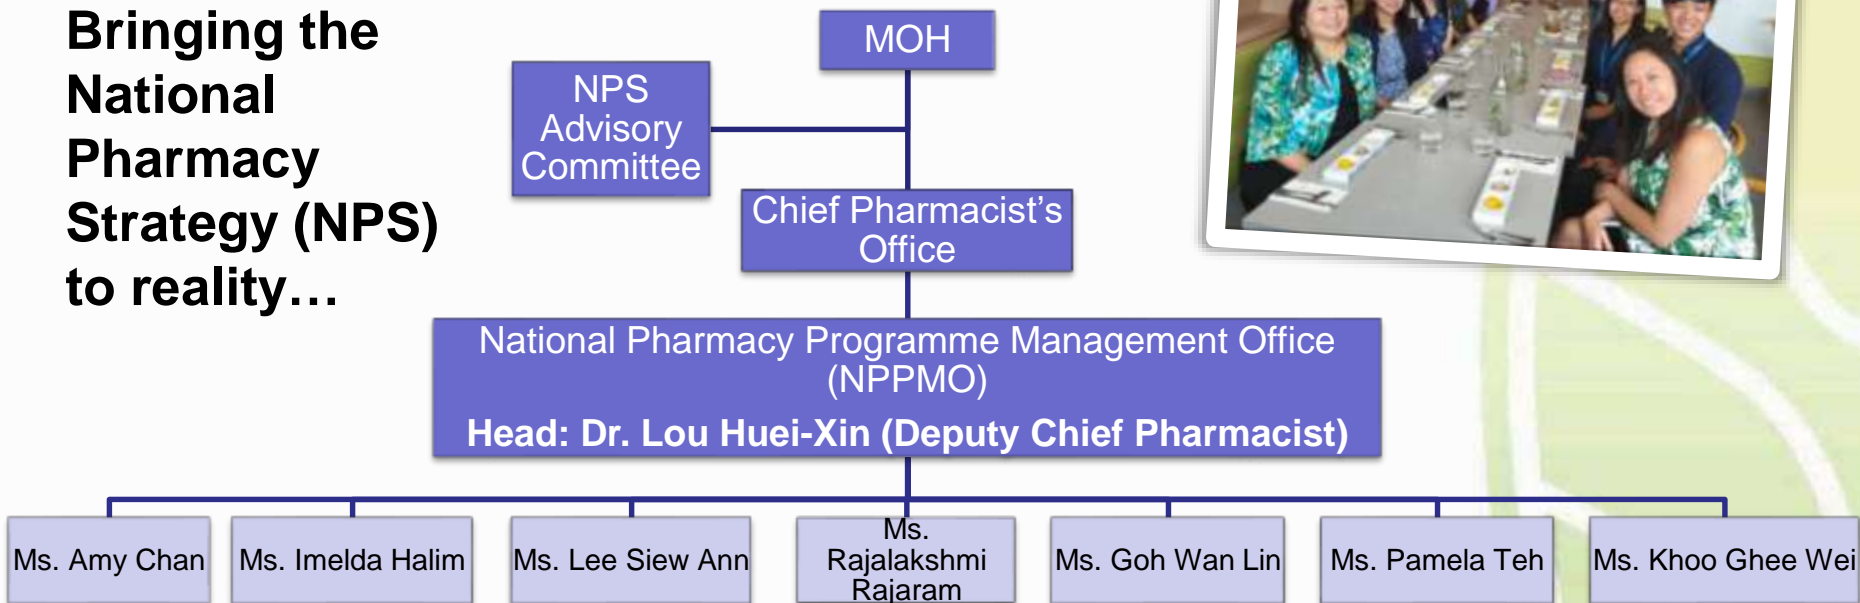 Bringing the
National
Pharmacy
Strategy (NPS)
to reality…
MOH
NPS
Advisory
Committee
Chief Pharmacist’s
Office
National Pharmacy Programme Management Office
(NPPMO)
Head: Dr. Lou Huei-Xin (Deputy Chief Pharmacist)
Ms. Amy Chan
Ms. Imelda Halim
Ms. Lee Siew Ann
Ms.
Rajalakshmi
Rajaram
Ms. Goh Wan Lin
Ms. Pamela Teh
Ms. Khoo Ghee Wei